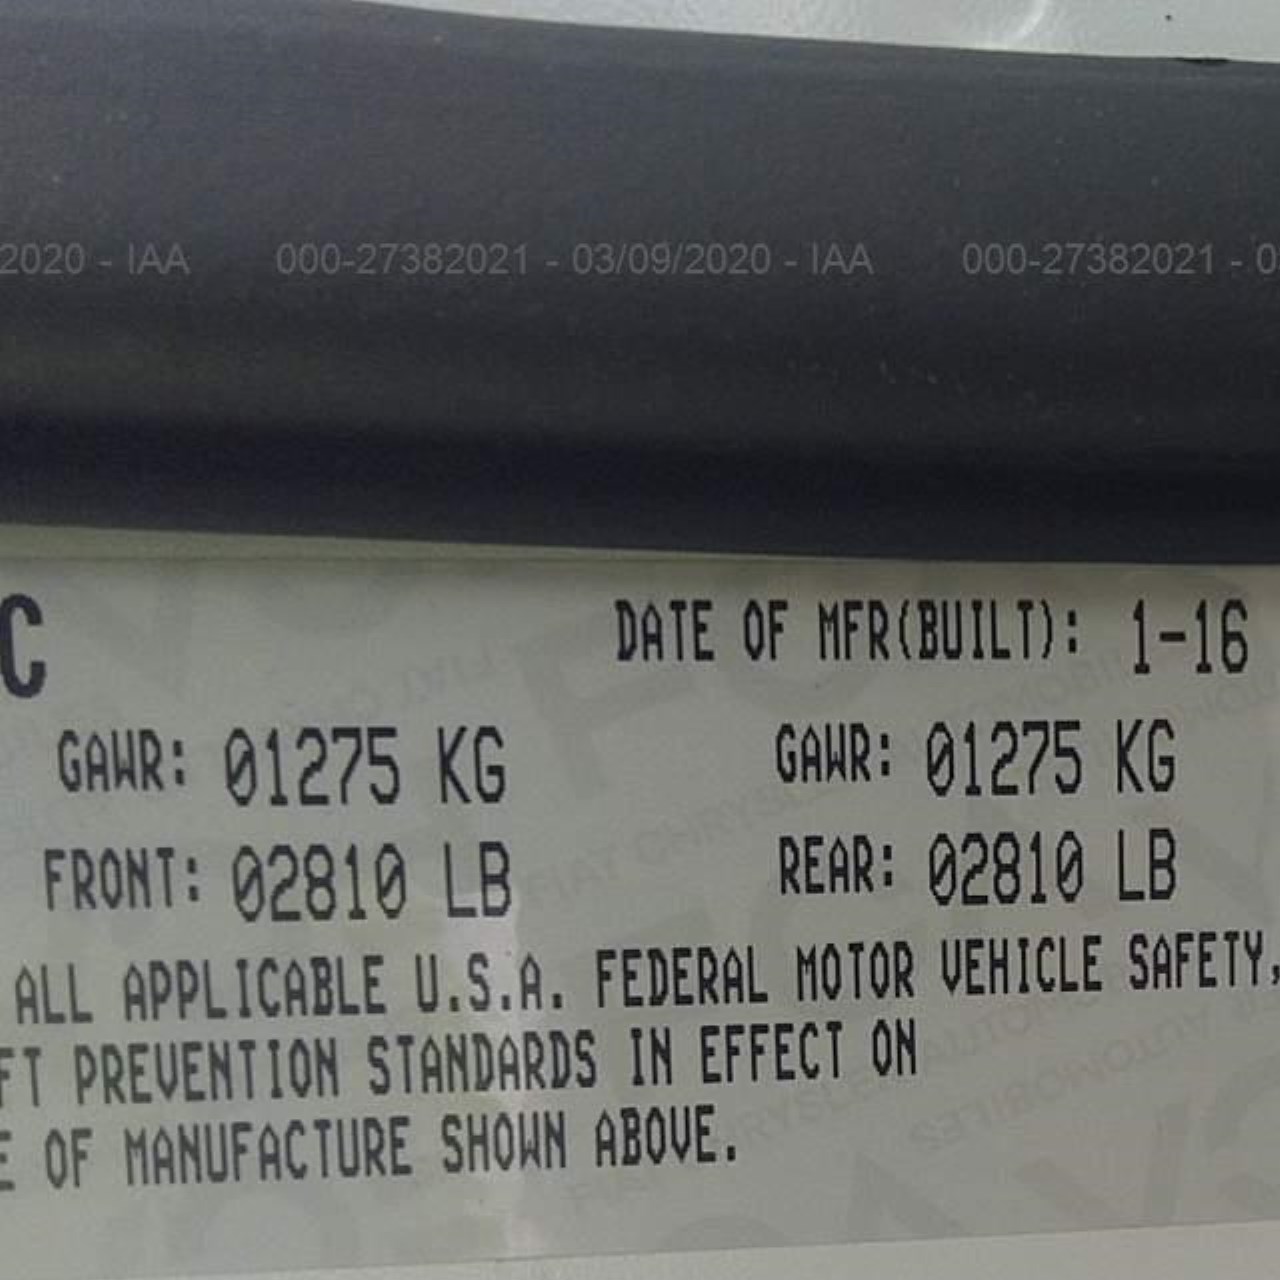 2020 - IAA 000-27382021 - 03/09/2020 - IAA 000-27382021 - 0
C DATE OF MFR(BUILT): 1-16
GAWR: 01275 KG GAWR: 01275 KG
FRONT: 02810 LB REAR: 02810 LB
ALL APPLICABLE U.S.A. FEDERAL MOTOR VEHICLE SAFETY,
FT PREVENTION STANDARDS IN EFFECT ON
E OF MANUFACTURE SHOWN ABOVE.